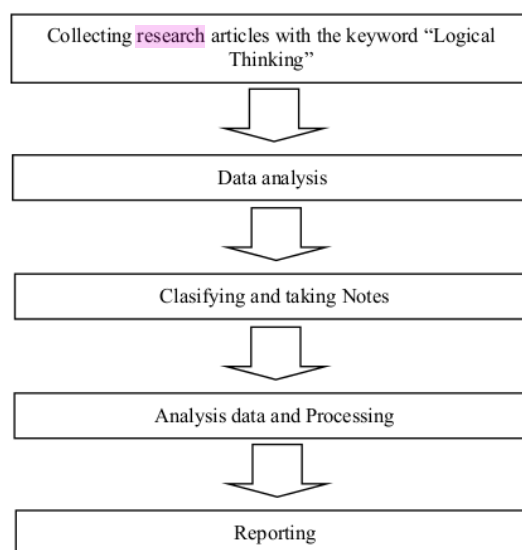 Collecting research articles with the keyword “Logical
Thinking”
Data analysis
Clasifying and taking Notes
Analysis data and Processing
Reporting